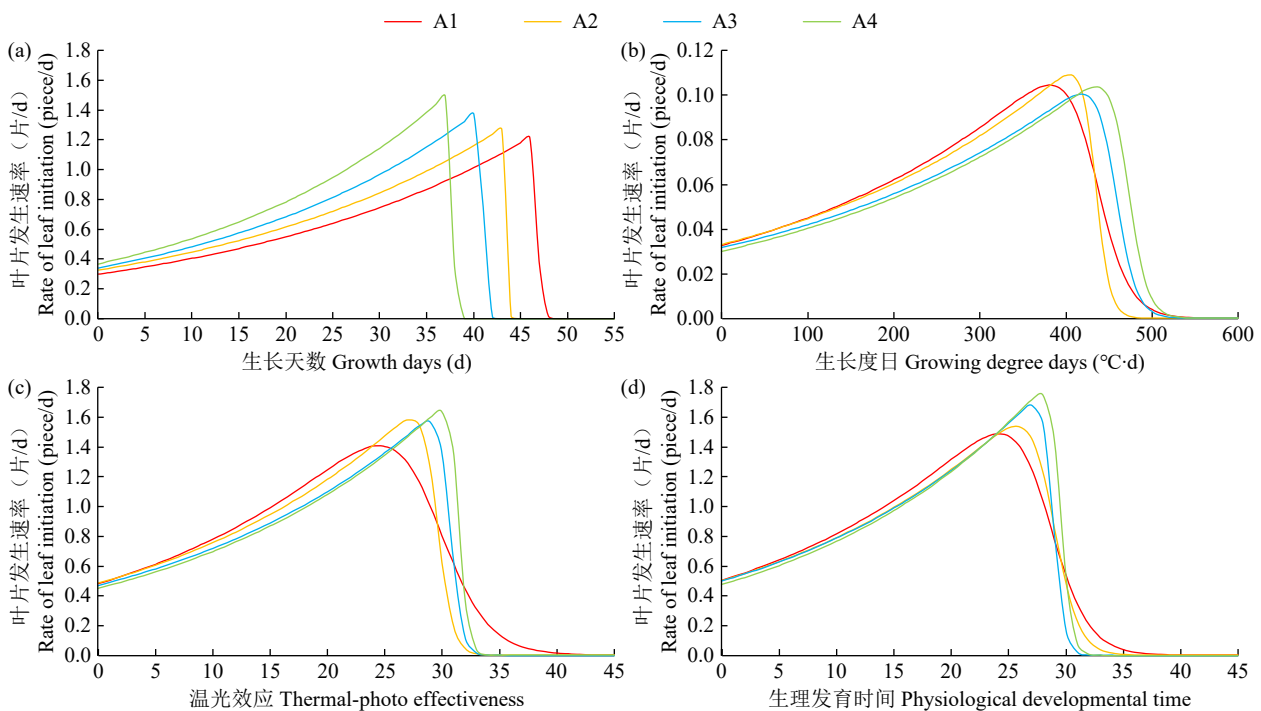 A1 A2 A3 A4
(a)
叶片发生速率（片/d）
Rate of leaf initiation (piece/d)
1.8
1.6
1.4
1.2
1.0
0.8
0.6
0.4
0.2
0.0
0 5 10 15 20 25 30 35 40 45 50 55
生长天数 Growth days (d)
(b)
叶片发生速率（片/d）
Rate of leaf initiation (piece/d)
0.12
0.10
0.08
0.06
0.04
0.02
0.00
0 100 200 300 400 500 600
生长度日 Growing degree days (℃·d)
(c)
叶片发生速率（片/d）
Rate of leaf initiation (piece/d)
1.8
1.6
1.4
1.2
1.0
0.8
0.6
0.4
0.2
0.0
0 5 10 15 20 25 30 35 40 45
温光效应 Thermal-photo effectiveness
(d)
叶片发生速率（片/d）
Rate of leaf initiation (piece/d)
1.8
1.6
1.4
1.2
1.0
0.8
0.6
0.4
0.2
0.0
0 5 10 15 20 25 30 35 40 45
生理发育时间 Physiological developmental time